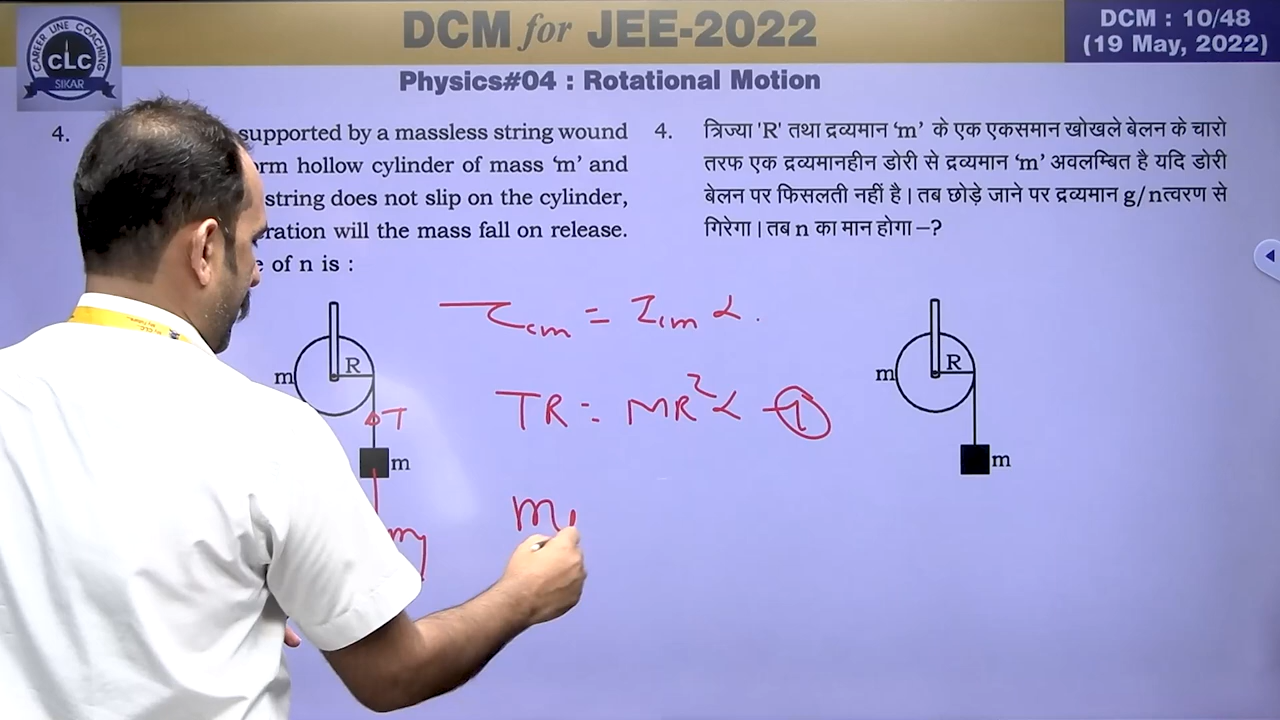 CAREER LINE COACHING
CLC
SIKAR
DCM for JEE-2022
DCM : 10/48
(19 May, 2022)
Physics#04 : Rotational Motion
4.
supported by a massless string wound
hollow cylinder of mass ‘m’ and
string does not slip on the cylinder,
will the mass fall on release.
of n is :
4. त्रिज्या 'R' तथा द्रव्यमान ‘m’ के एक एकसमान खोखले बेलन के चारो
तरफ एक द्रव्यमानहीन डोरी से द्रव्यमान ‘m’ अवलम्बित है यदि डोरी
बेलन पर फिसलती नहीं है। तब छोड़े जाने पर द्रव्यमान g/nत्वरण से
गिरेगा। तब n का मान होगा –?
m
R
T
m
τcm = Icm α.
TR = MR²α –①
m
m
R
m